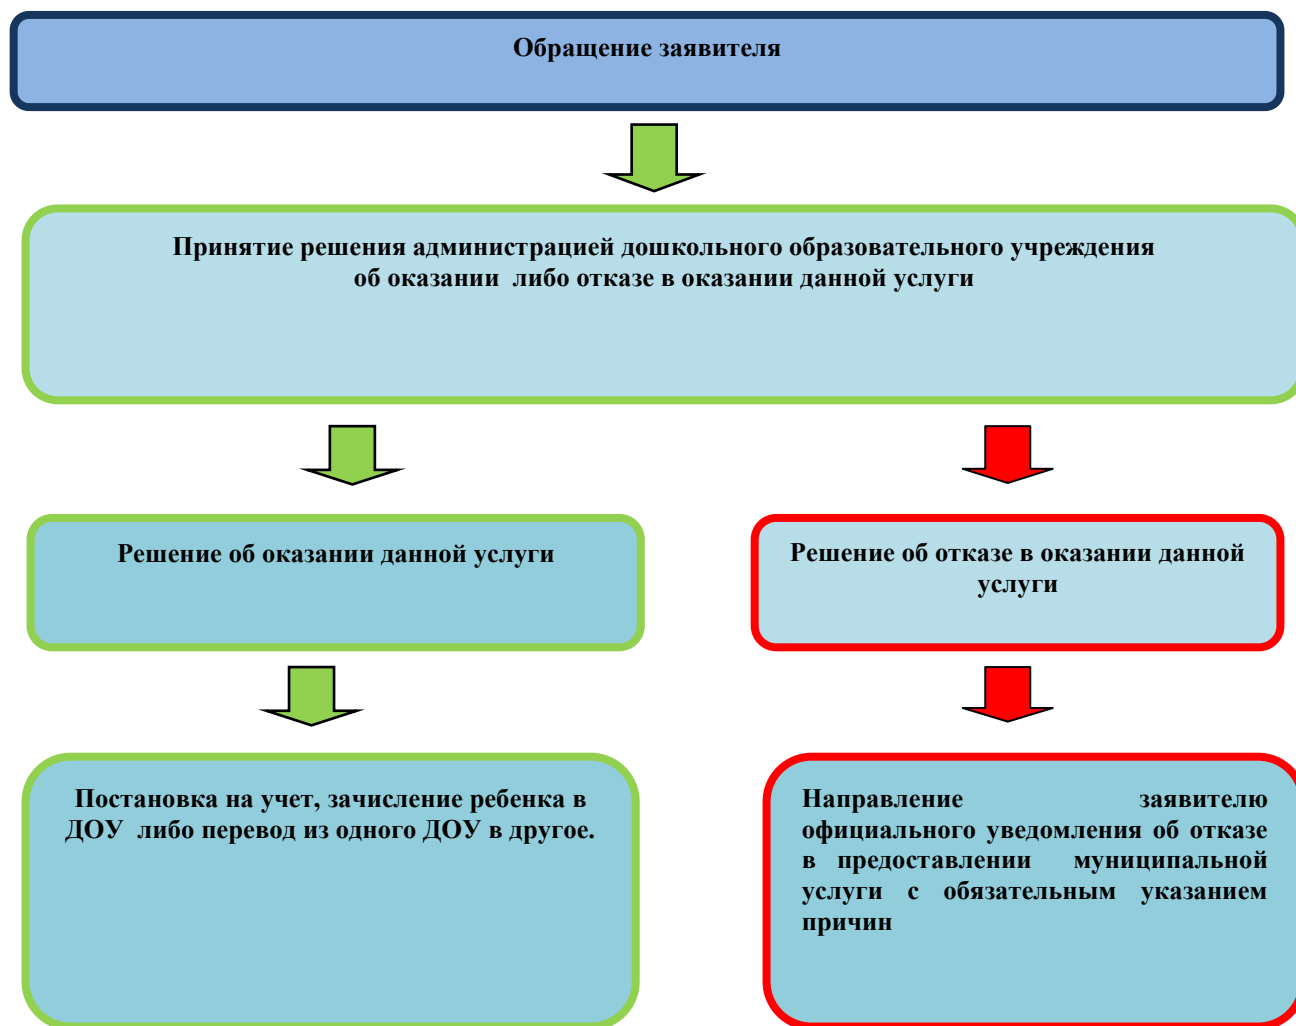 Обращение заявителя
Принятие решения администрацией дошкольного образовательного учреждения
об оказании  либо отказе в оказании данной услуги
Решение об оказании данной услуги
Решение об отказе в оказании данной
услуги
Постановка на учет, зачисление ребенка в
ДОУ  либо перевод из одного ДОУ в другое.
Направление заявителю
официального уведомления об отказе
в предоставлении муниципальной
услуги с обязательным указанием
причин